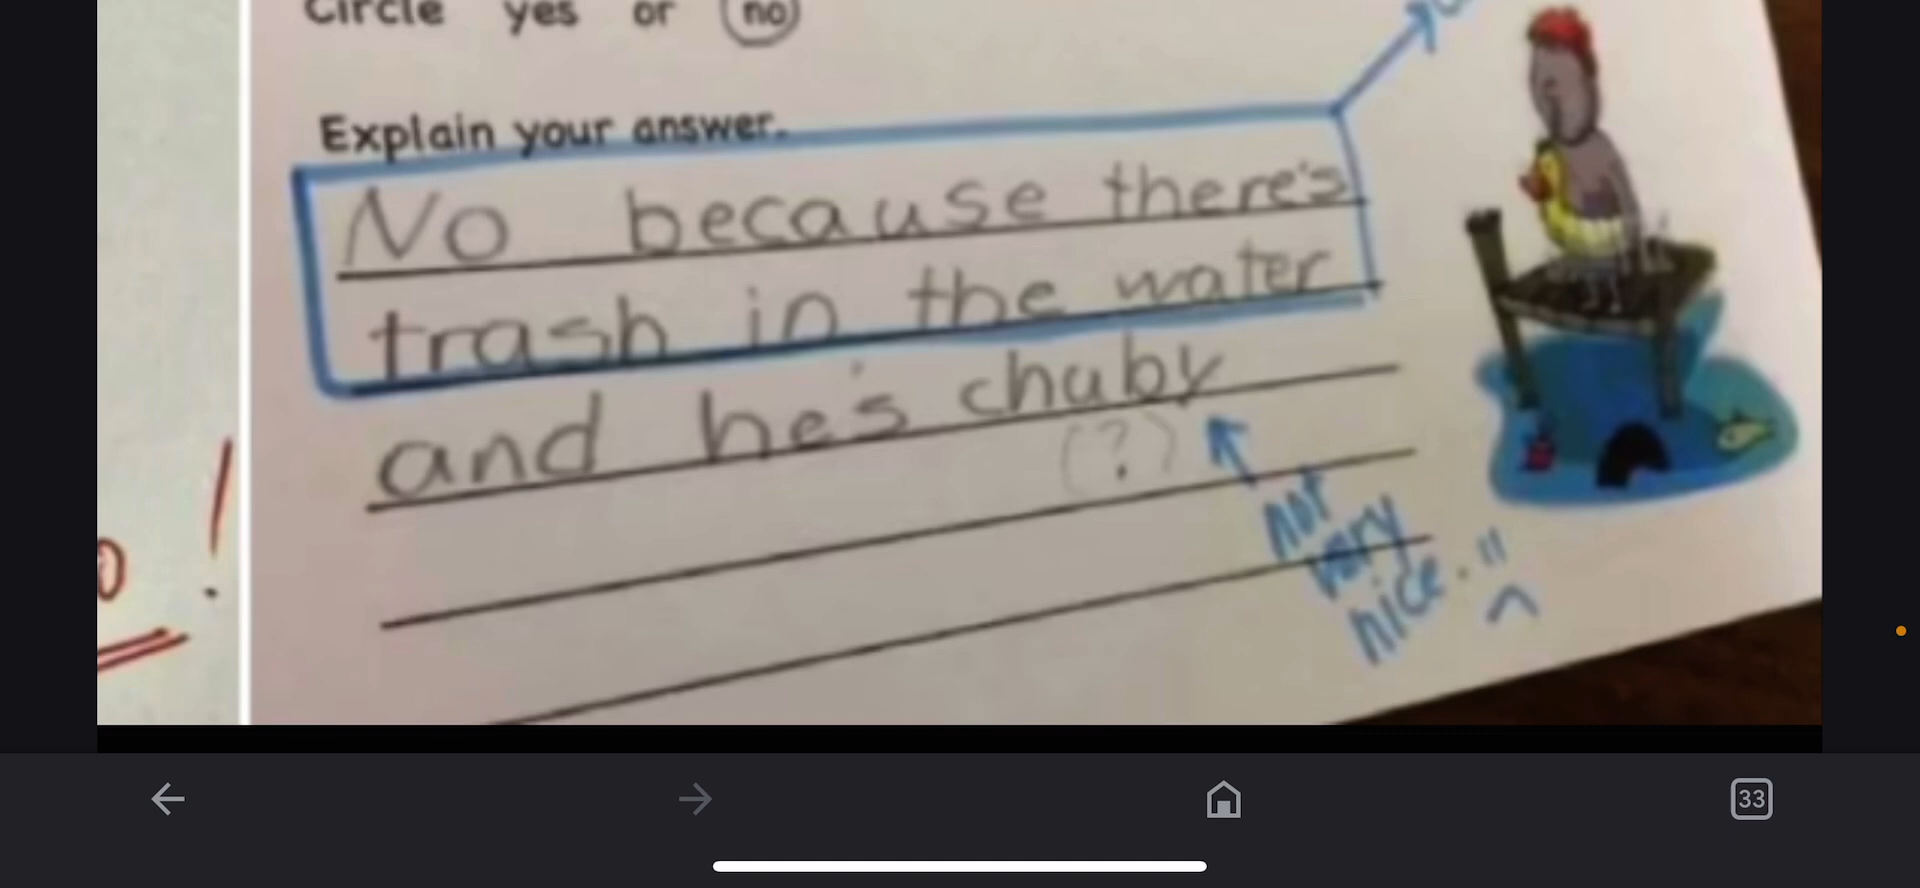 Circle yes or no
Explain your answer.
No because there's
trash in the water
and he's chuby
(?)
not
very
nice.
o!
33